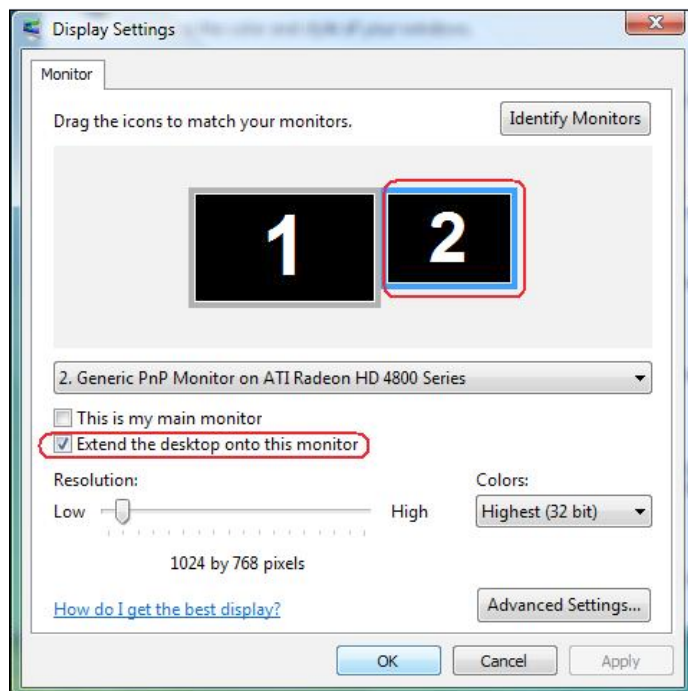 Display Settings
Monitor
Drag the icons to match your monitors.
Identify Monitors
1
2
2. Generic PnP Monitor on ATI Radeon HD 4800 Series
This is my main monitor
Extend the desktop onto this monitor
Resolution:
Colors:
Low
High
Highest (32 bit)
1024 by 768 pixels
How do I get the best display?
Advanced Settings...
OK
Cancel
Apply